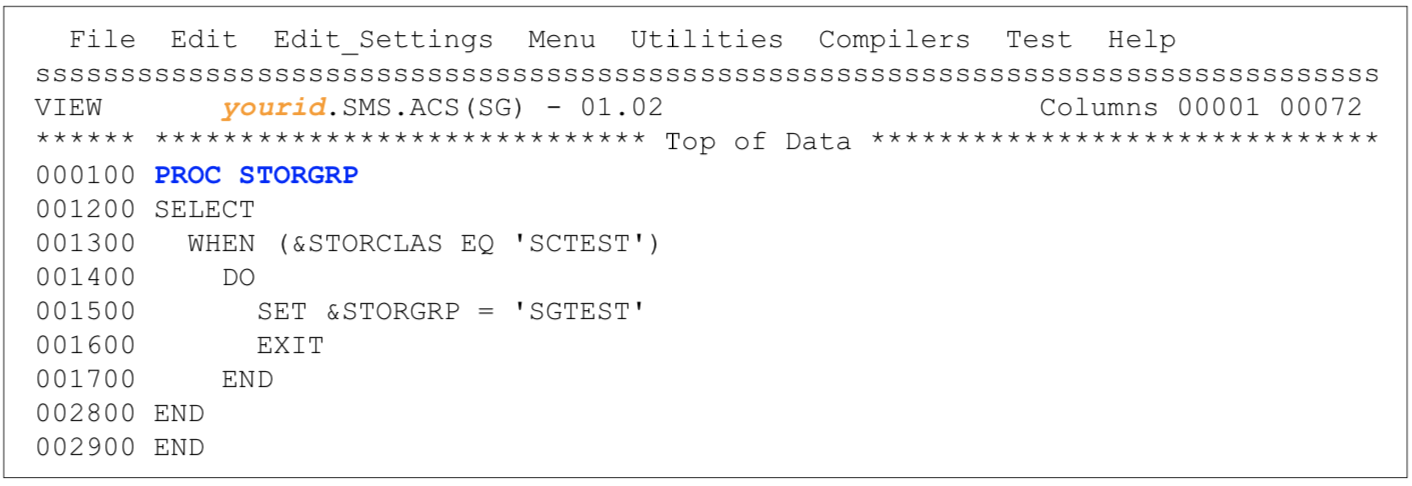 File  Edit  Edit_Settings  Menu  Utilities  Compilers  Test  Help
sssssssssssssssssssssssssssssssssssssssssssssssssssssssssssssssssssssssssssssss
VIEW       yourid.SMS.ACS(SG) - 01.02                      Columns 00001 00072
****** ***************************** Top of Data ******************************
000100 PROC STORGRP
001200 SELECT
001300   WHEN (&STORCLAS EQ 'SCTEST')
001400     DO
001500       SET &STORGRP = 'SGTEST'
001600       EXIT
001700     END
002800 END
002900 END